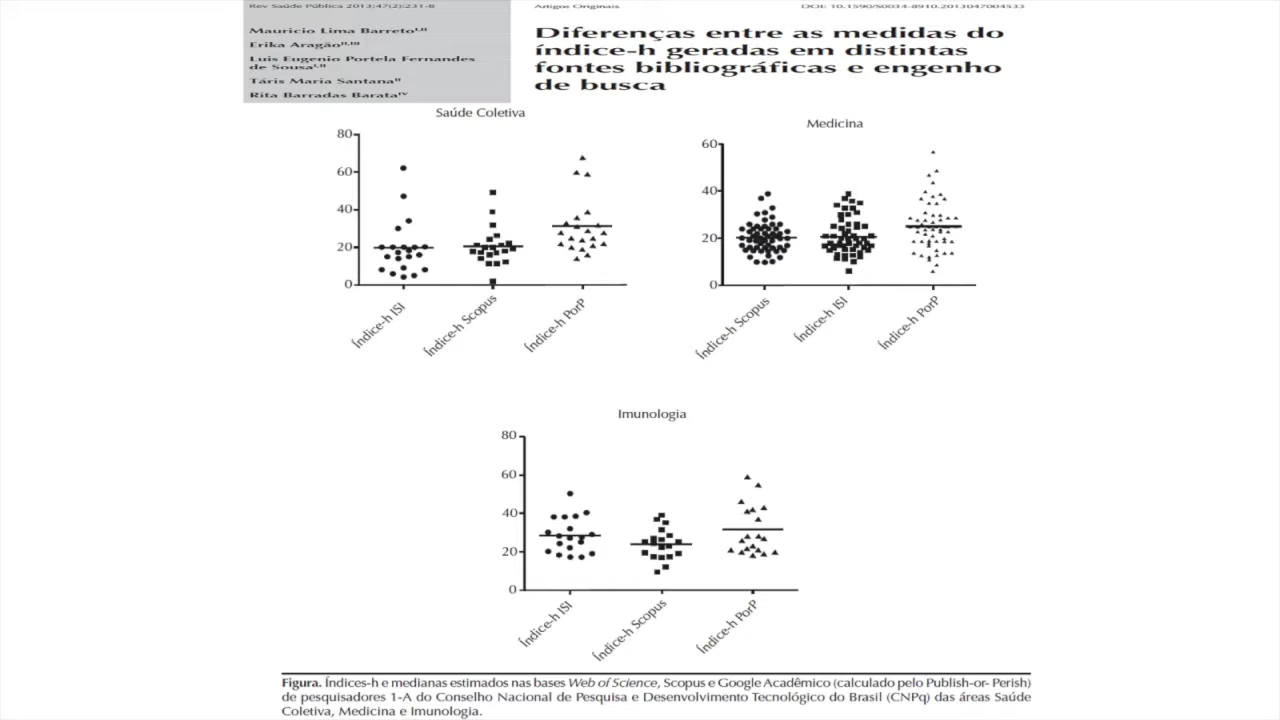 Rev Saúde Pública 2013;47(2):231-8
Artigos Originais
DOI: 10.1590/S0034-8910.2013047004533
Mauricio Lima Barreto I,II
Erika Aragão II,III
Luis Eugenio Portela Fernandes
de Sousa I,II
Táris Maria Santana II
Rita Barradas Barata IV
Diferenças entre as medidas do
índice-h geradas em distintas
fontes bibliográficas e engenho
de busca
Saúde Coletiva
80
60
40
20
0
Índice-h ISI
Índice-h Scopus
Índice-h PorP
Medicina
60
40
20
0
Índice-h Scopus
Índice-h ISI
Índice-h PorP
Imunologia
80
60
40
20
0
Índice-h ISI
Índice-h Scopus
Índice-h PorP
Figura. Índices-h e medianas estimados nas bases Web of Science, Scopus e Google Acadêmico (calculado pelo Publish-or- Perish)
de pesquisadores 1-A do Conselho Nacional de Pesquisa e Desenvolvimento Tecnológico do Brasil (CNPq) das áreas Saúde
Coletiva, Medicina e Imunologia.